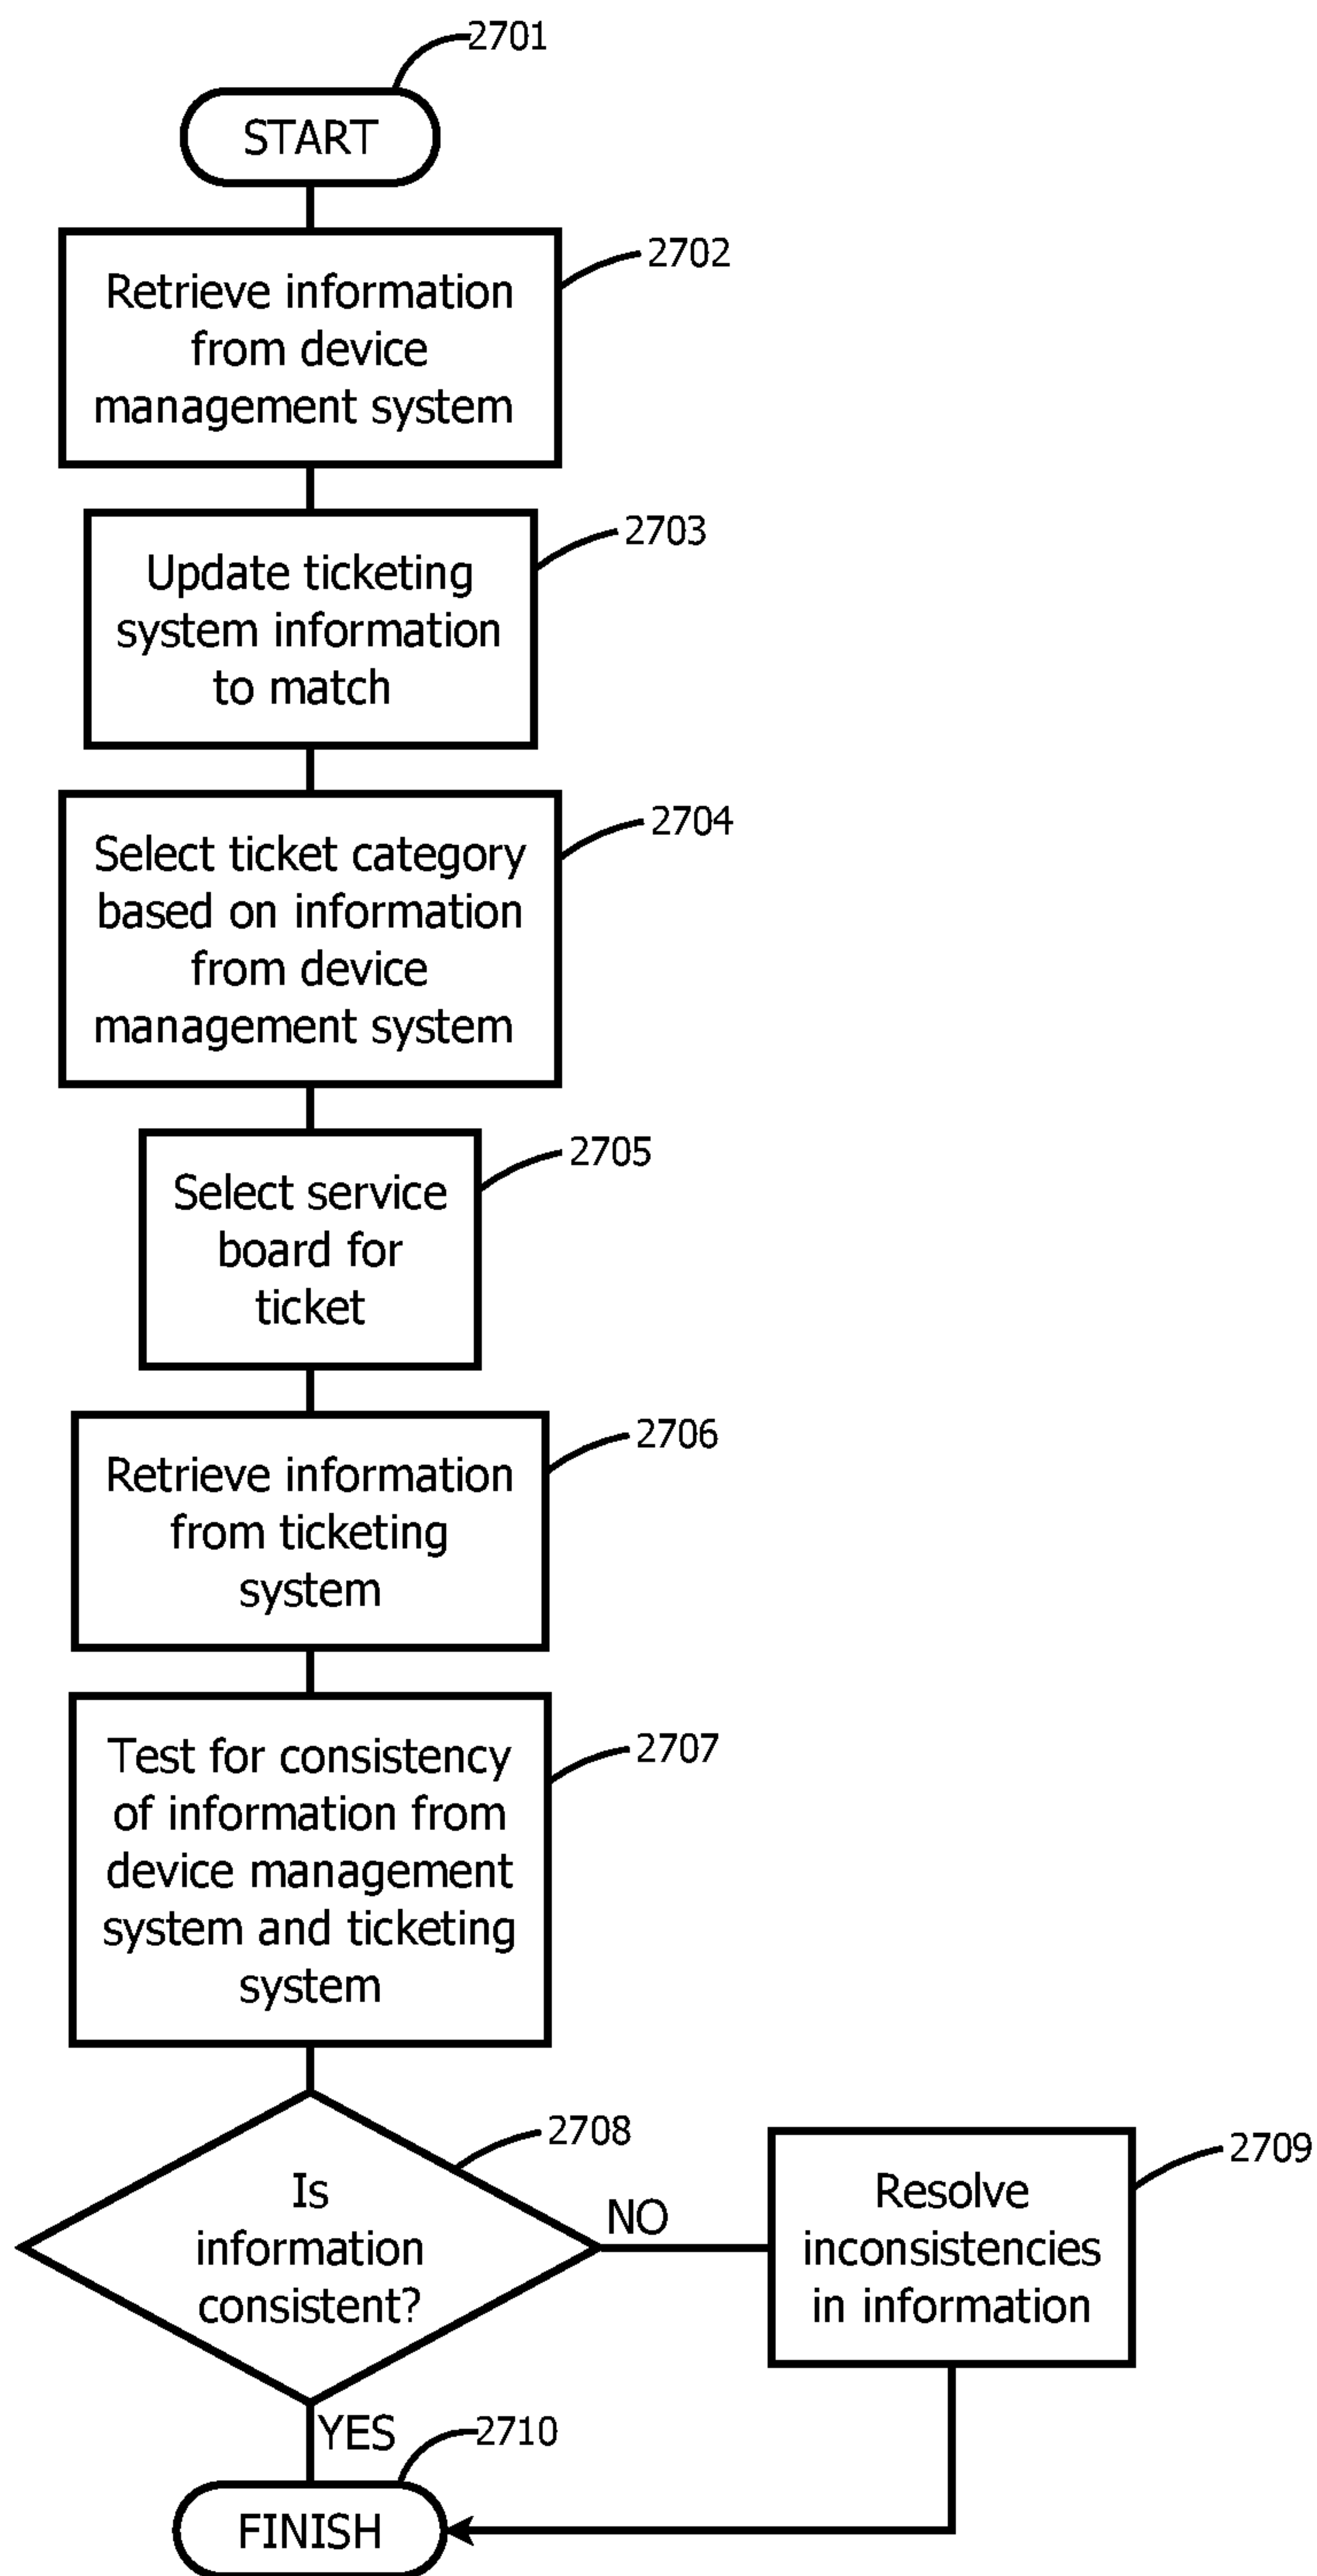 2701
START
2702
Retrieve information
from device
management system
2703
Update ticketing
system information
to match
2704
Select ticket category
based on information
from device
management system
2705
Select service
board for
ticket
2706
Retrieve information
from ticketing
system
2707
Test for consistency
of information from
device management
system and ticketing
system
2708
Is
information
consistent?
NO
2709
Resolve
inconsistencies
in information
YES
2710
FINISH